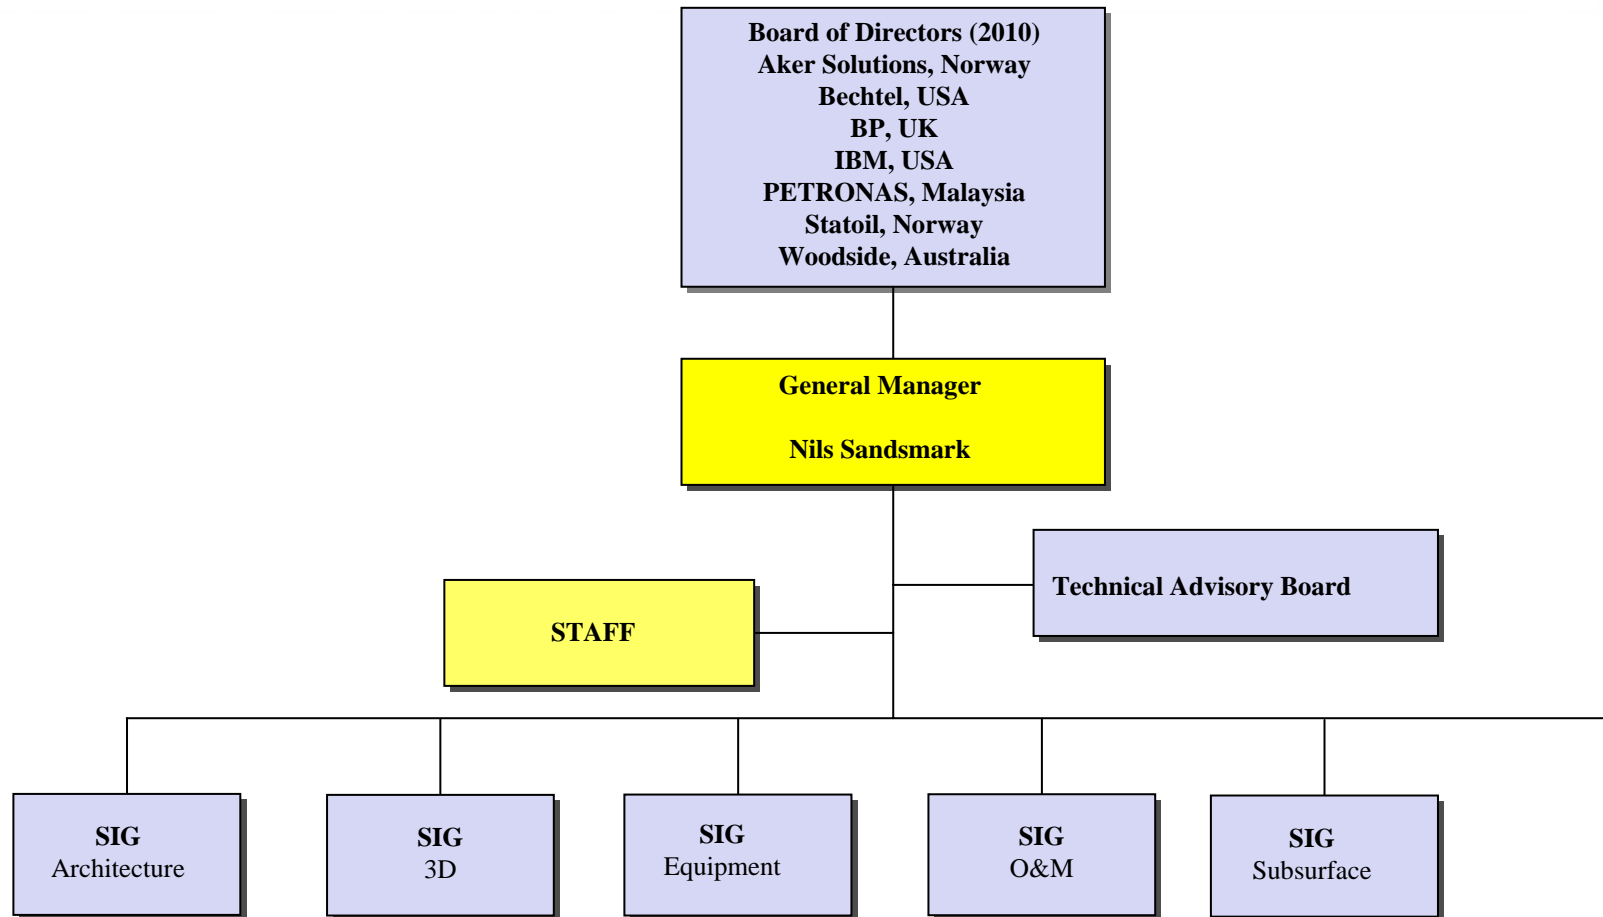 Board of Directors (2010)
Aker Solutions, Norway
Bechtel, USA
BP, UK
IBM, USA
PETRONAS, Malaysia
Statoil, Norway
Woodside, Australia
General Manager
Nils Sandsmark
Technical Advisory Board
STAFF
SIG
Architecture
SIG
3D
SIG
Equipment
SIG
O&M
SIG
Subsurface